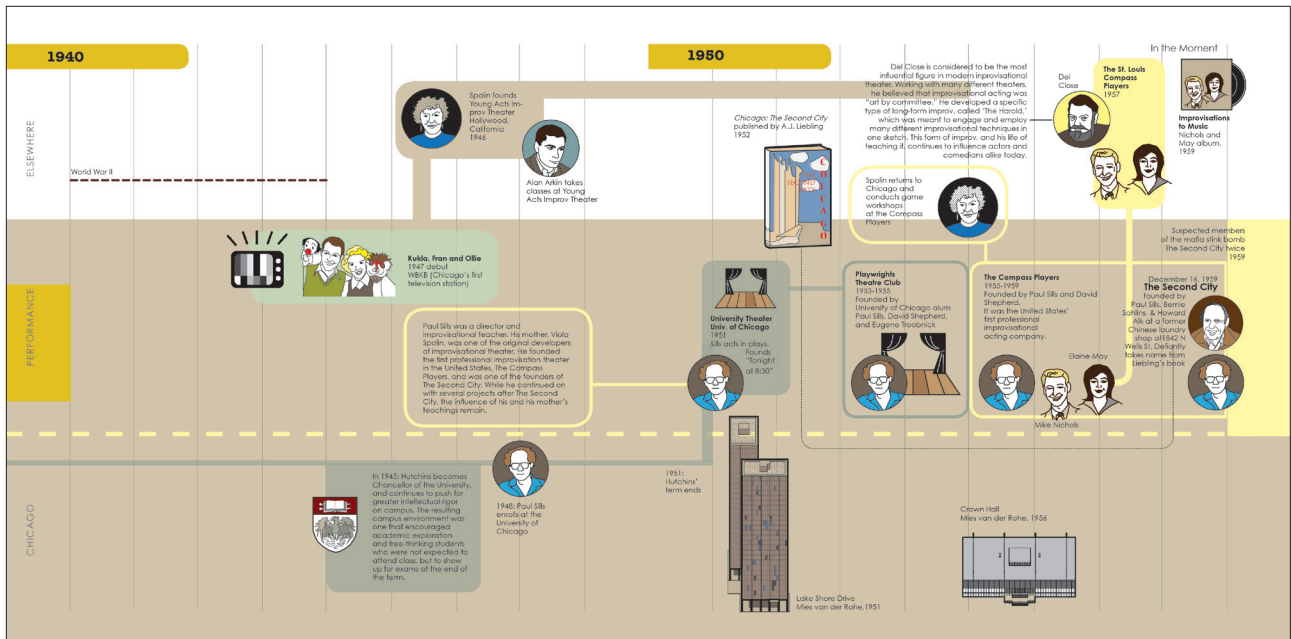 1940
1950
In the Moment
ELSEWHERE
PERFORMANCE
CHICAGO
World War II
Spolin founds
Young Acts Im-
prov Theater
Hollywood,
California
1946
Alan Arkin takes
classes at Young
Acts Improv Theater
Chicago: The Second City
published by A.J. Liebling
1952
CHICAGO
SECOND
Del Close is considered to be the most
influential figure in modern inprovisational
theater. Working with many different theaters,
he believed that improvisational acting was
"art by committee." He developed a specific
type of long-form improv, called 'The Harold,'
which was meant to engage and employ
many different improvisational techniques in
one sketch. This form of improv, and his life of
teaching it, continues to influence actors and
comedians alike today.
Del
Close
The St. Louis
Compass
Players
1957
Improvisations
to Music
Nichols and
May album,
1959
Spolin returns to
Chicago and
conducts game
workshops
at the Compass
Players
Suspected members
of the mafia stink bomb
The Second City twice
1959
Kukla, Fran and Ollie
1947 debut
WBKB (Chicago's first
television station)
Paul Sills was a director and
improvisational teacher. His mother, Viola
Spolin, was one of the original developers
of improvisational theater. He founded
the first professional improvisation theater
in the United States, The Compass
Players, and was one of the founders of
The Second City. While he continued on
with several projects after The Second
City, the influence of his and his mother's
teachings remain.
University Theater
Univ. of Chicago
1951
Sills acts in plays.
Founds
"Tonight
at 8:30"
Playwrights
Theatre Club
1953-1955
Founded by
University of Chicago alum
Paul Sills, David Shepherd,
and Eugene Troobnick
The Compass Players
1955-1959
Founded by Paul Sills and David
Shepherd.
It was the United States'
first professional
improvisational
acting company.
Elaine May
Mike Nichols
December 16, 1959
The Second City
founded by
Paul Sills, Bernie
Sahlins, & Howard
Alk at a former
Chinese laundry
shop at1842 N
Wells St. Defiantly
takes name from
Liebling's book
In 1945: Hutchins becomes
Chancellor of the University,
and continues to push for
greater intellectual rigor
on campus. The resulting
campus environment was
one that encouraged
academic exploration
and free-thinking students
who were not expected to
attend class, but to show
up for exams at the end of
the term.
1948: Paul Sills
enrolls at the
University of
Chicago
1951:
Hutchins'
term ends
Lake Shore Drive
Mies van der Rohe,1951
Crown Hall
Mies van der Rohe, 1956